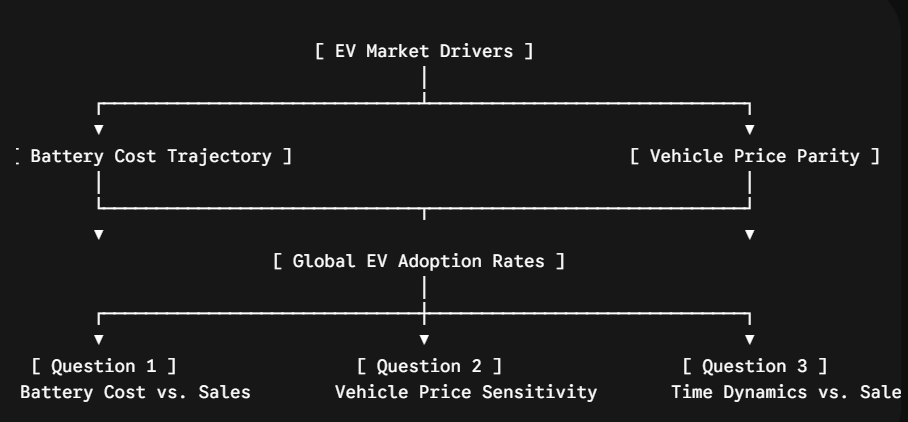 [ EV Market Drivers ]
[ Battery Cost Trajectory ]
[ Vehicle Price Parity ]
[ Global EV Adoption Rates ]
[ Question 1 ]
Battery Cost vs. Sales
[ Question 2 ]
Vehicle Price Sensitivity
[ Question 3 ]
Time Dynamics vs. Sale